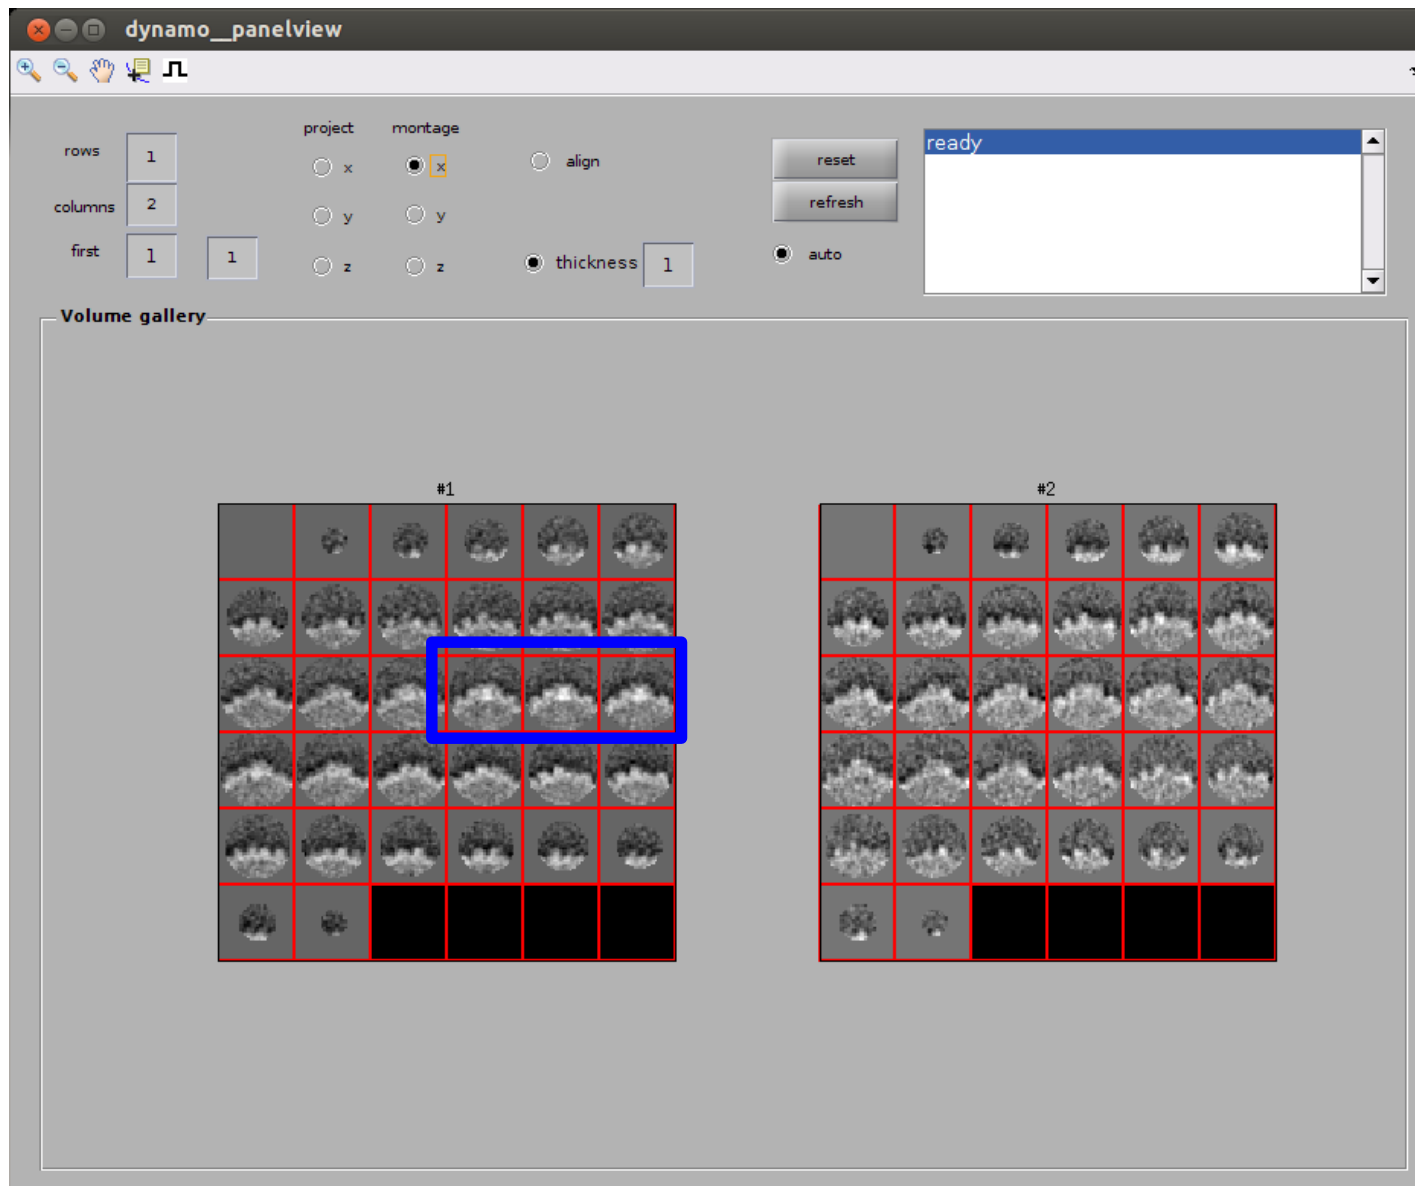 dynamo__panelview
project montage
rows 1 x x align reset ready
columns 2 y y refresh
first 1 1 z z thickness 1 auto
Volume gallery
#1 #2